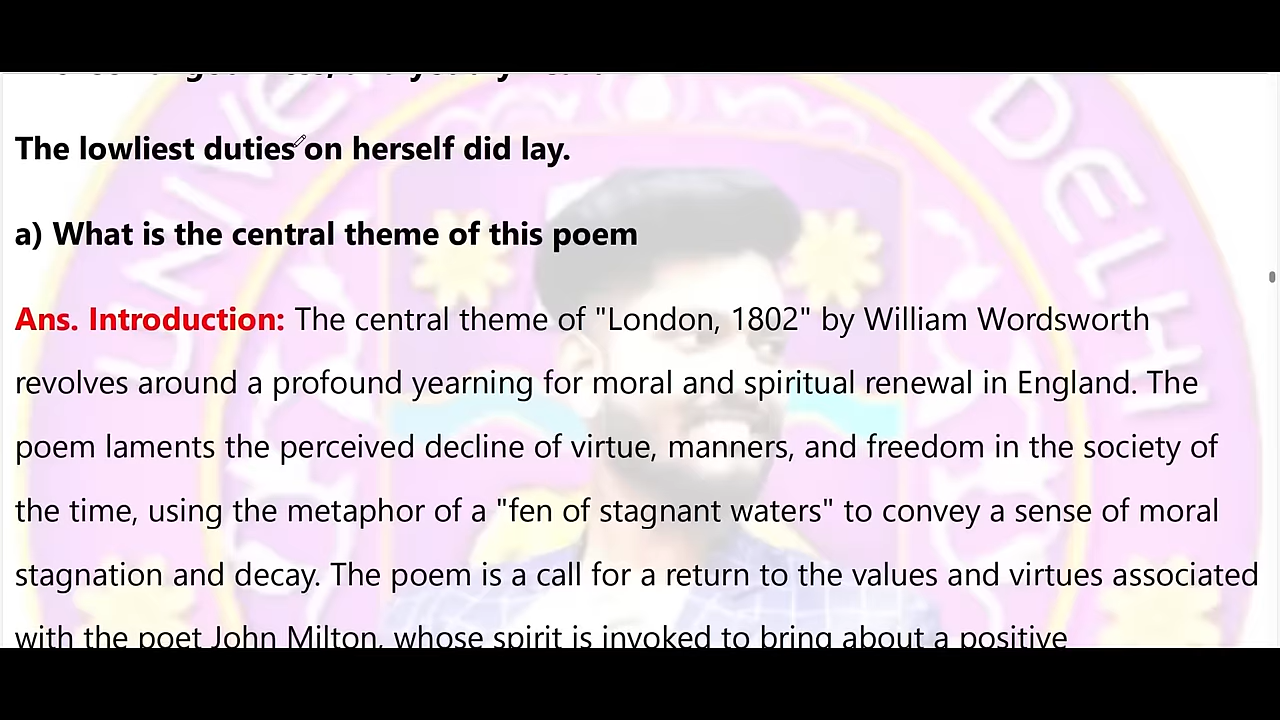 The lowliest duties on herself did lay.
a) What is the central theme of this poem
Ans. Introduction: The central theme of "London, 1802" by William Wordsworth
revolves around a profound yearning for moral and spiritual renewal in England. The
poem laments the perceived decline of virtue, manners, and freedom in the society of
the time, using the metaphor of a "fen of stagnant waters" to convey a sense of moral
stagnation and decay. The poem is a call for a return to the values and virtues associated
with the poet John Milton, whose spirit is invoked to bring about a positive
DELHI